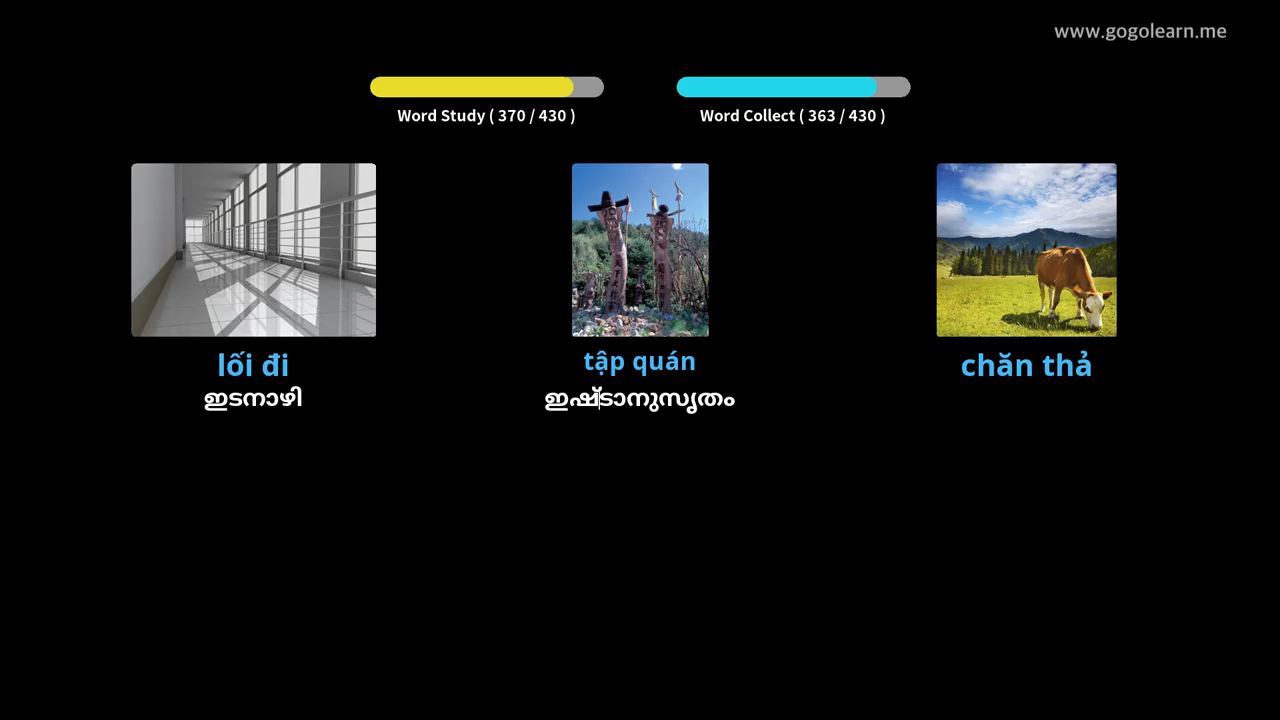 www.gogolearn.me
Word Study ( 370 / 430 )
Word Collect ( 363 / 430 )
lối đi
ഇടനാഴി
tập quán
ഇഷ്ടാനുസൃതം
chăn thả